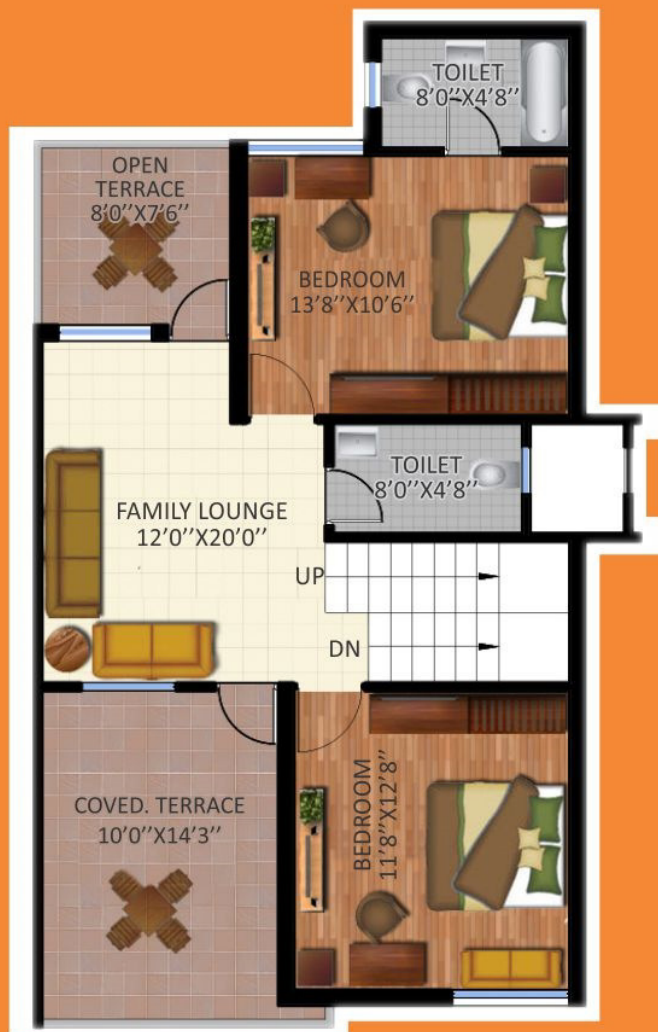 TOILET
8'0''X4'8''
OPEN
TERRACE
8'0''X7'6''
BEDROOM
13'8''X10'6''
TOILET
8'0''X4'8''
FAMILY LOUNGE
12'0''X20'0''
UP
DN
COVED. TERRACE
10'0''X14'3''
BEDROOM
11'8''X12'8''